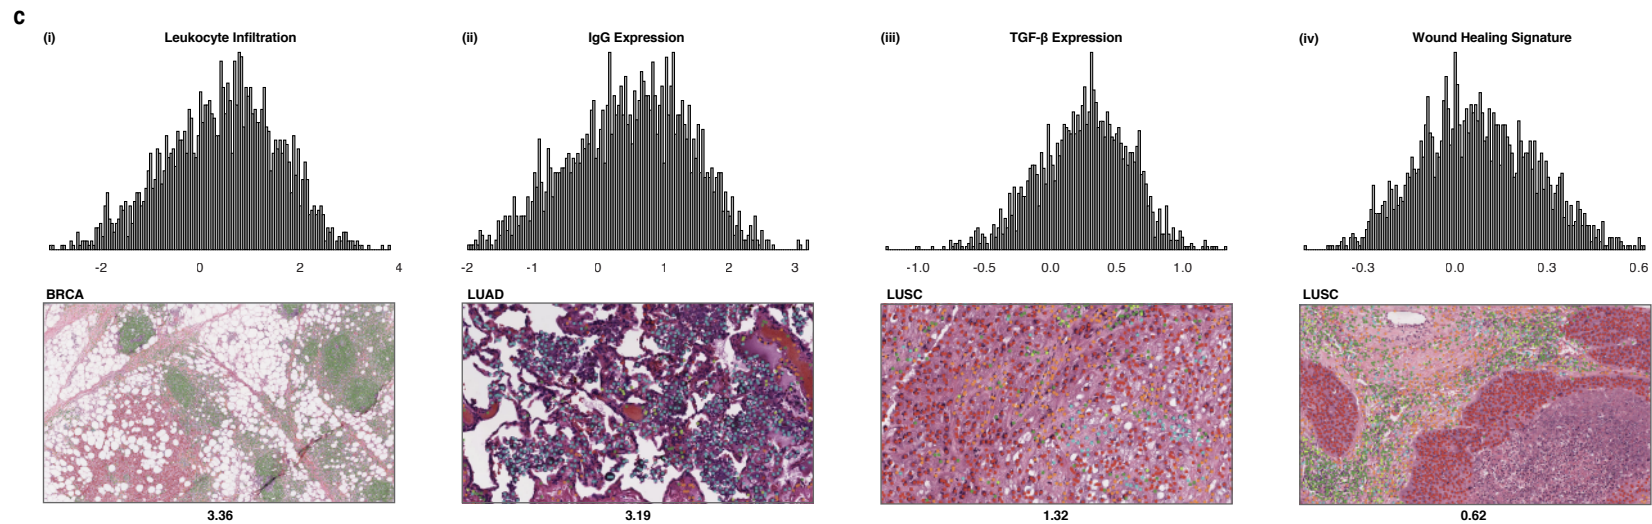 C
(i) Leukocyte Infiltration
-2 0 2 4
BRCA
3.36
(ii) IgG Expression
-2 -1 0 1 2 3
LUAD
3.19
(iii) TGF-β Expression
-1.0 -0.5 0.0 0.5 1.0
LUSC
1.32
(iv) Wound Healing Signature
-0.3 0.0 0.3 0.6
LUSC
0.62